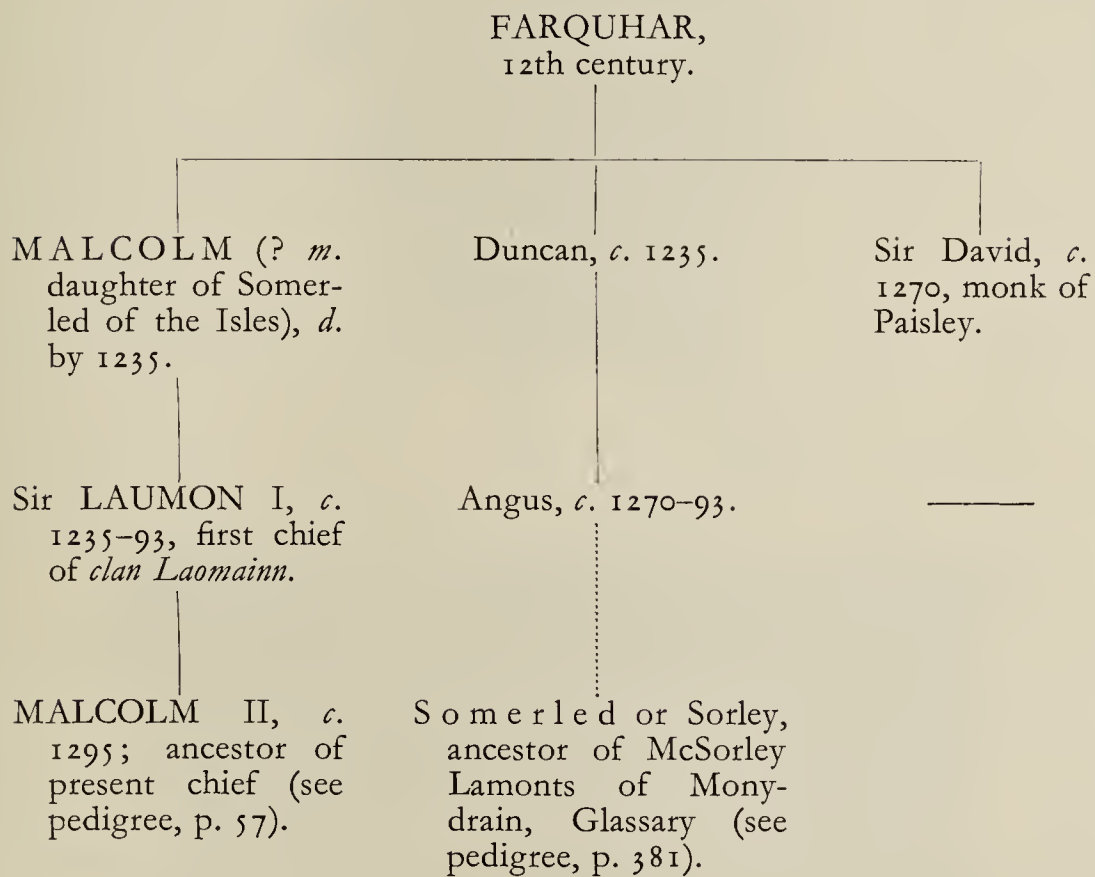 FARQUHAR,
12th century.
MALCOLM (? m.
daughter of Somer-
led of the Isles), d.
by 1235.
Duncan, c. 1235.
Sir David, c.
1270, monk of
Paisley.
Sir LAUMON I, c.
1235–93, first chief
of clan Laomainn.
Angus, c. 1270–93.
MALCOLM II, c.
1295; ancestor of
present chief (see
pedigree, p. 57).
Somerled or Sorley,
ancestor of McSorley
Lamonts of Mony-
drain, Glassary (see
pedigree, p. 381).